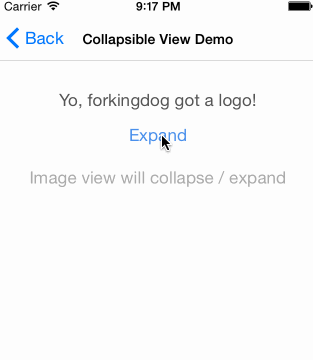 Carrier 9:17 PM
Back Collapsible View Demo
Yo, forkingdog got a logo!
Expand
Image view will collapse / expand